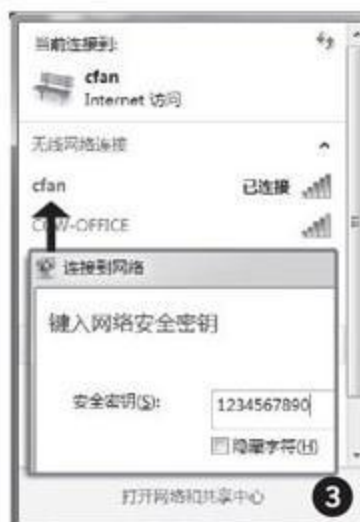 当前连接到:
cfan
Internet 访问
无线网络连接
cfan 已连接
-OFFICE
连接到网络
键入网络安全密钥
安全密钥(S): 1234567890
隐藏字符(H)
打开网络和共享中心
3